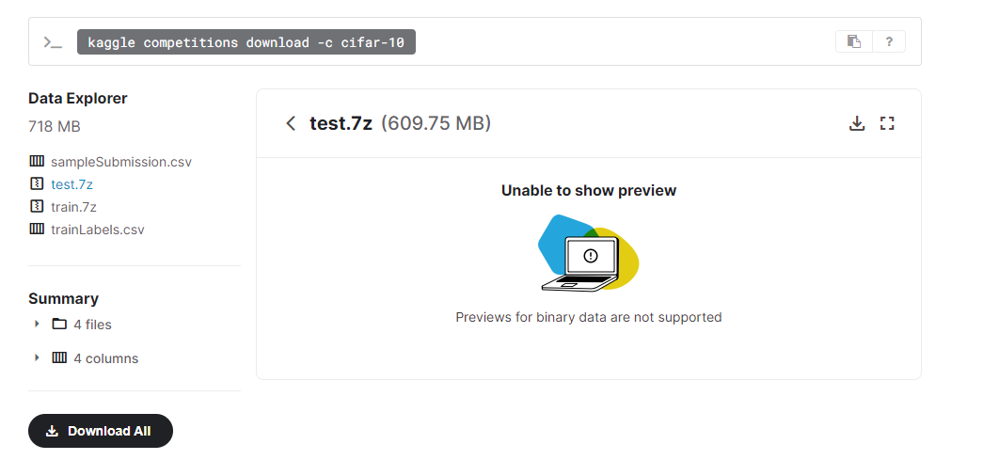 >_ kaggle competitions download -c cifar-10 ?
Data Explorer
718 MB
sampleSubmission.csv
test.7z
train.7z
trainLabels.csv
Summary
4 files
4 columns
Download All
test.7z (609.75 MB)
Unable to show preview
Previews for binary data are not supported